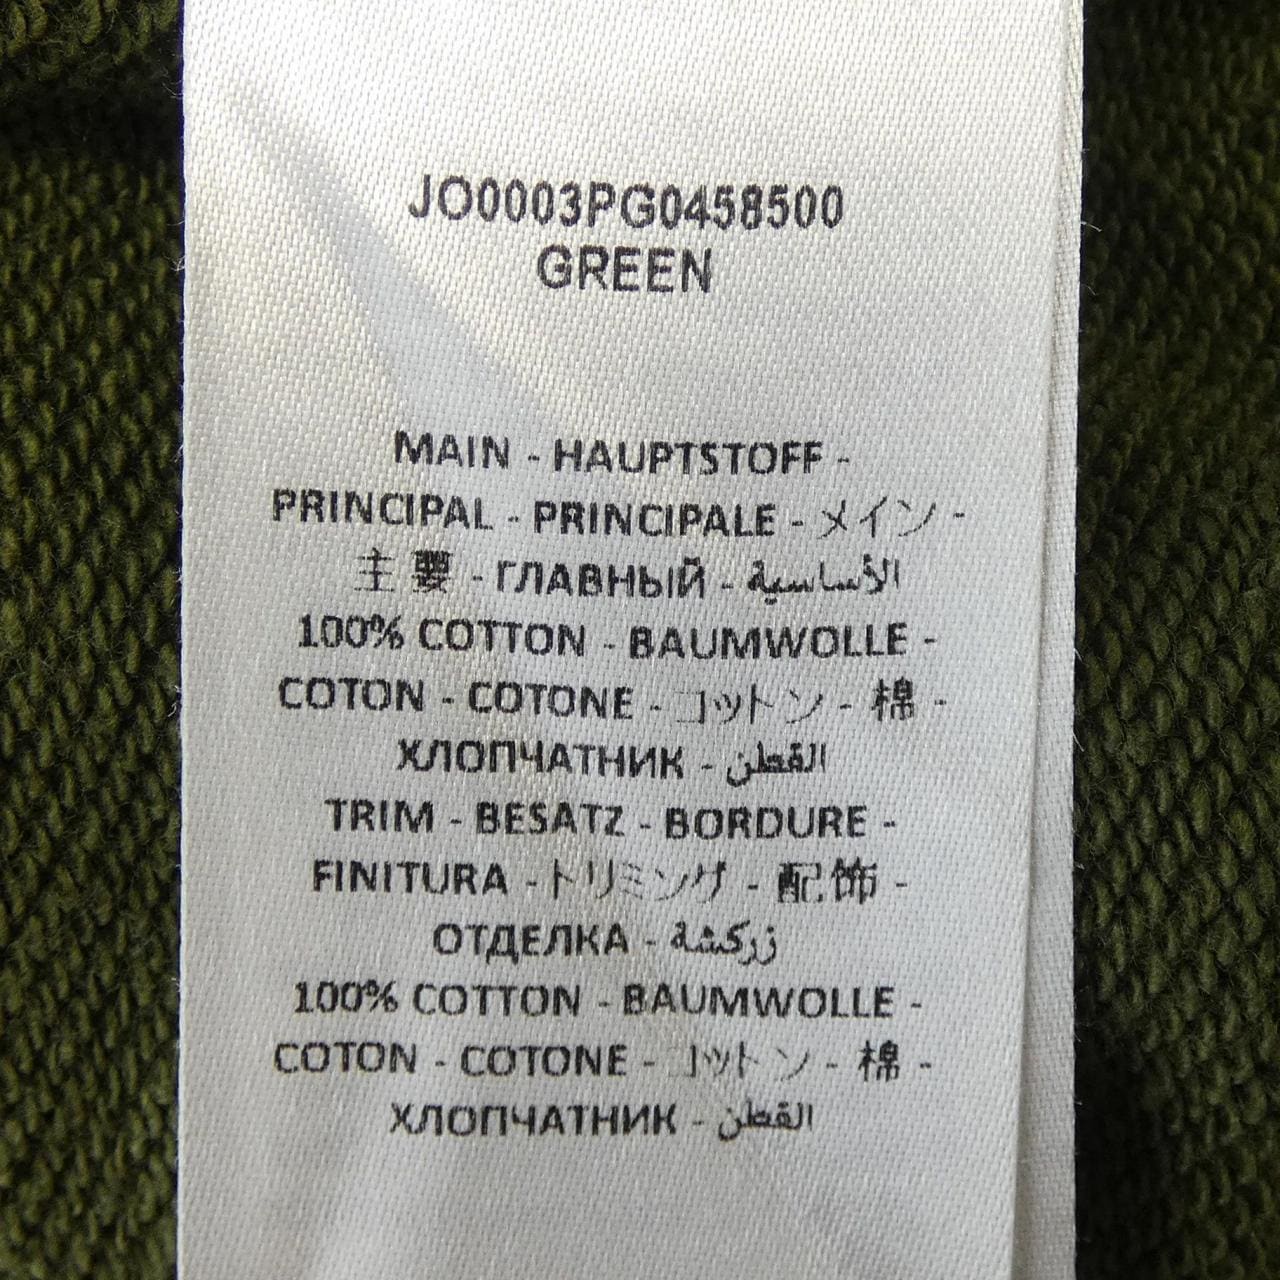 JO0003PG0458500
GREEN
MAIN - HAUPTSTOFF -
PRINCIPAL - PRINCIPALE - メイン -
主要 - ГЛАВНЫЙ - الأساسية
100% COTTON - BAUMWOLLE -
COTON - COTONE - コットン - 棉 -
ХЛОПЧАТНИК - القطن
TRIM - BESATZ - BORDURE -
FINITURA - トリミング - 配饰 -
ОТДЕЛКА - زركشة
100% COTTON - BAUMWOLLE -
COTON - COTONE - コットン - 棉 -
ХЛОПЧАТНИК - القطن